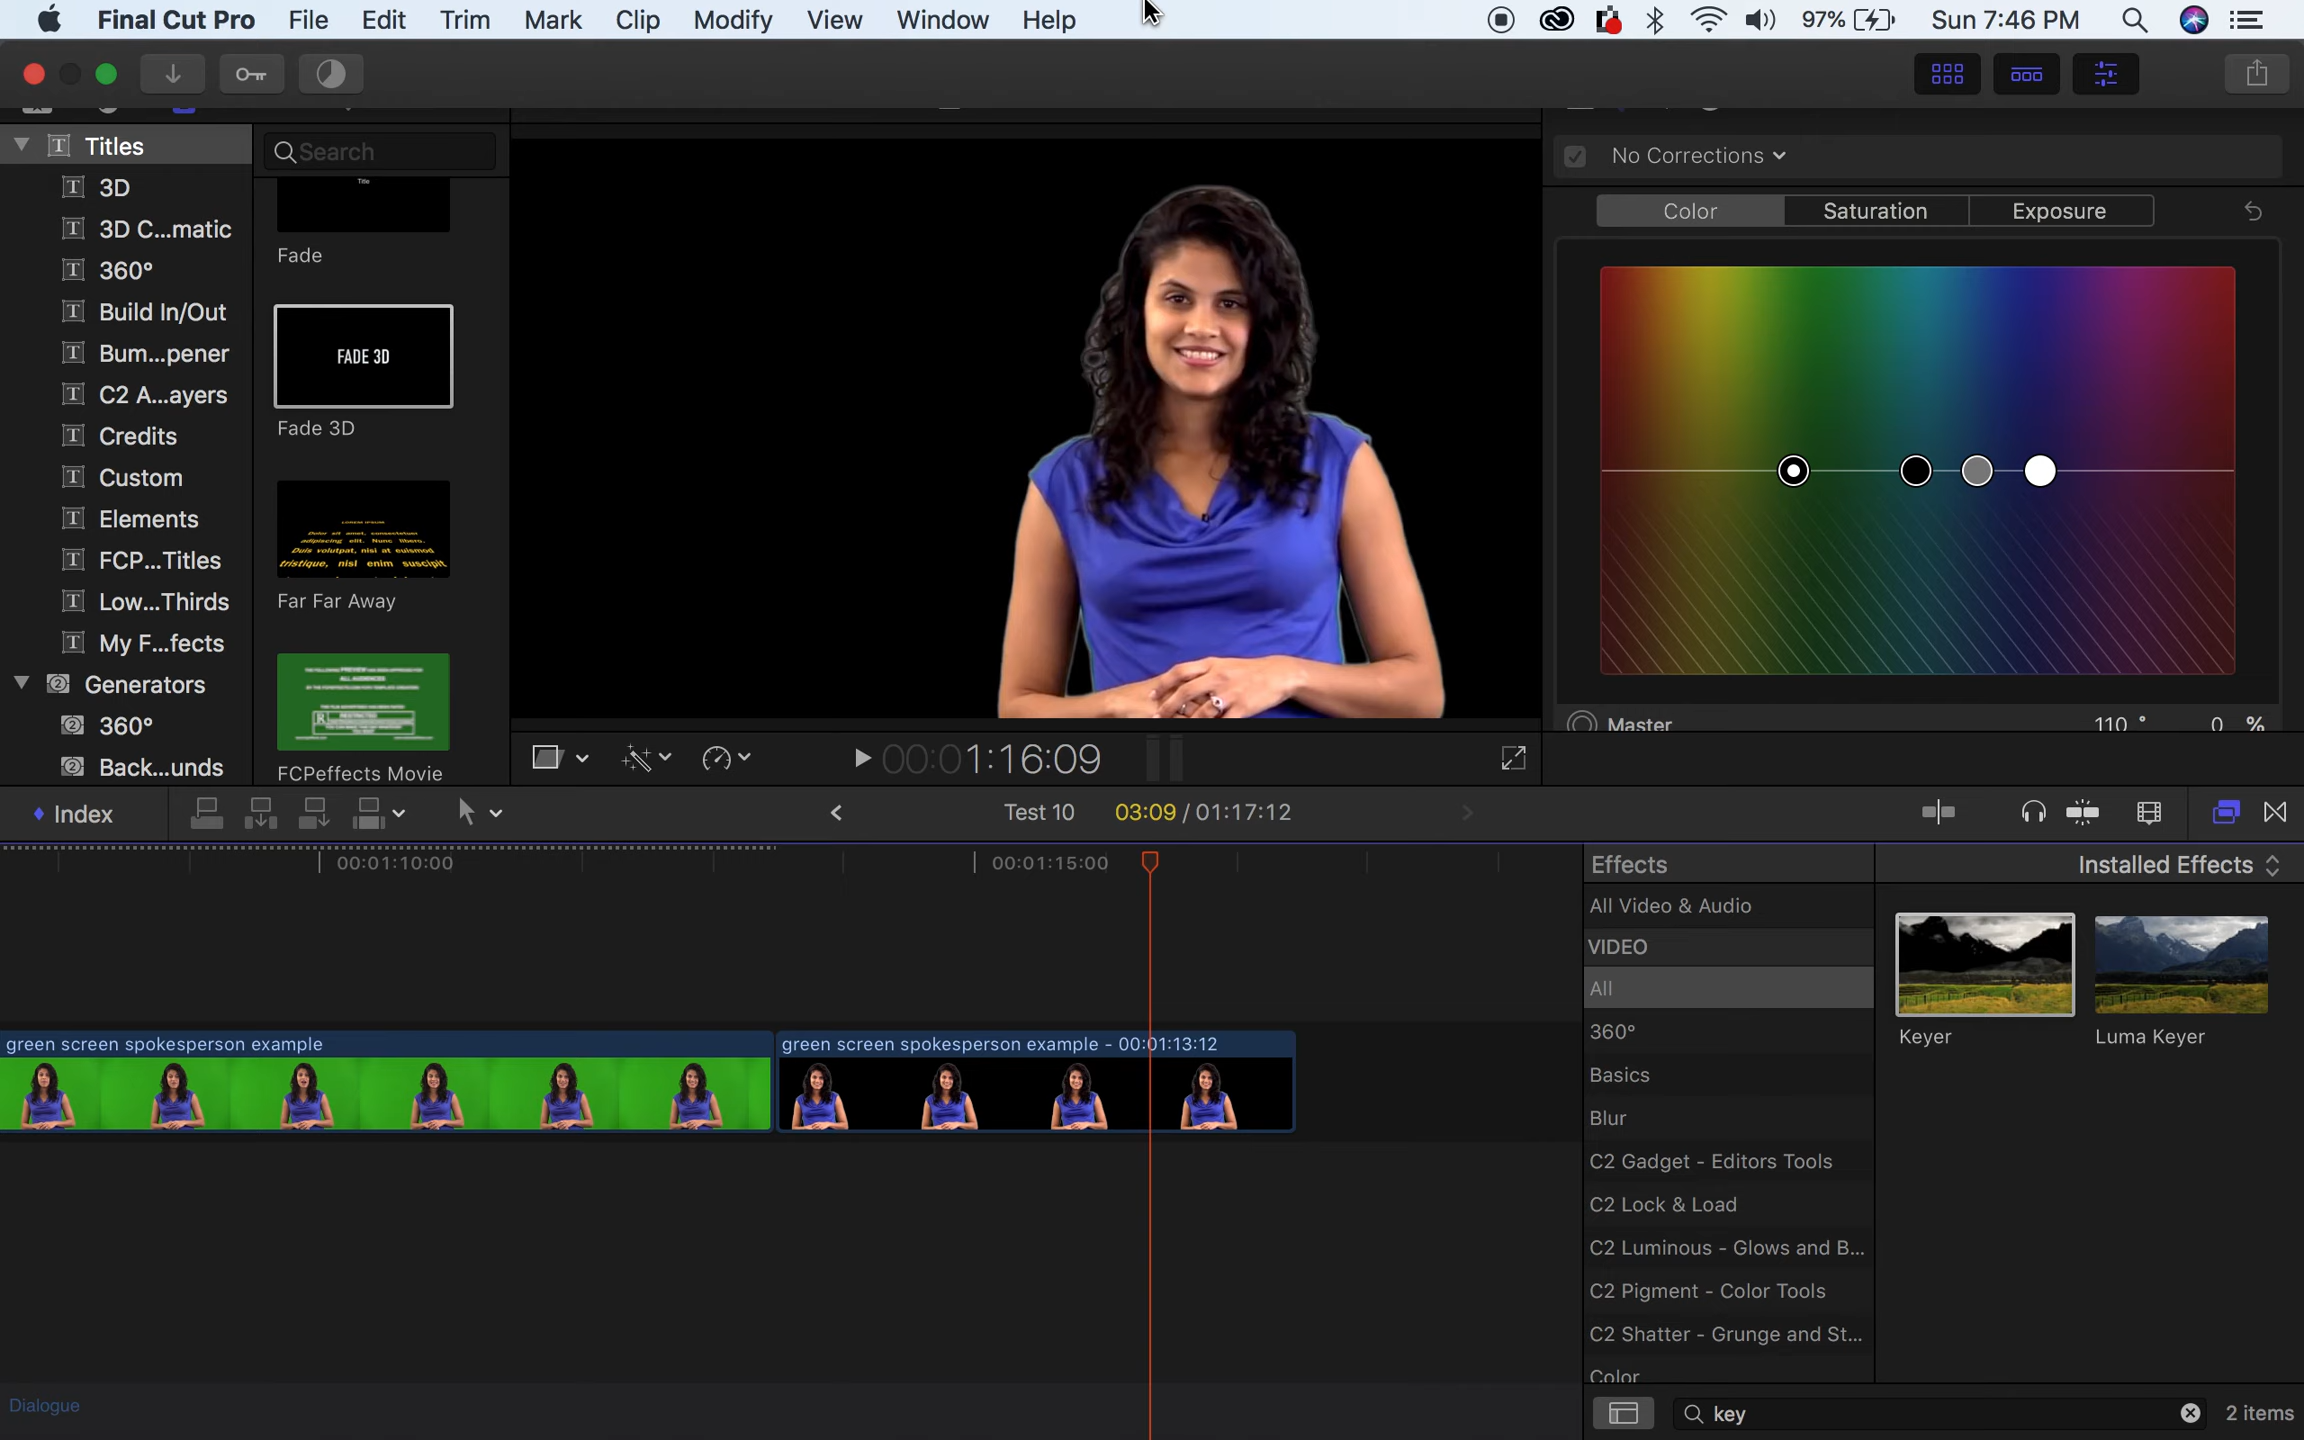 Final Cut Pro File Edit Trim Mark Clip Modify View Window Help 97% Sun 7:46 PM
Titles
Search
No Corrections
3D
3D C...matic
360°
Build In/Out
Bum...pener
C2 A...ayers
Credits
Custom
Elements
FCP...Titles
Low...Thirds
My F...fects
Generators
360°
Back...unds
Title
Fade
FADE 3D
Fade 3D
Far Far Away
FCPeffects Movie
Color Saturation Exposure
Master 110 ° 0 %
00:01:16:09
Index
Test 10 03:09 / 01:17:12
00:01:10:00 00:01:15:00
green screen spokesperson example
green screen spokesperson example - 00:01:13:12
Dialogue
Effects
Installed Effects
All Video & Audio
VIDEO
All
360°
Basics
Blur
C2 Gadget - Editors Tools
C2 Lock & Load
C2 Luminous - Glows and B...
C2 Pigment - Color Tools
C2 Shatter - Grunge and St...
Color
Keyer
Luma Keyer
key
2 items